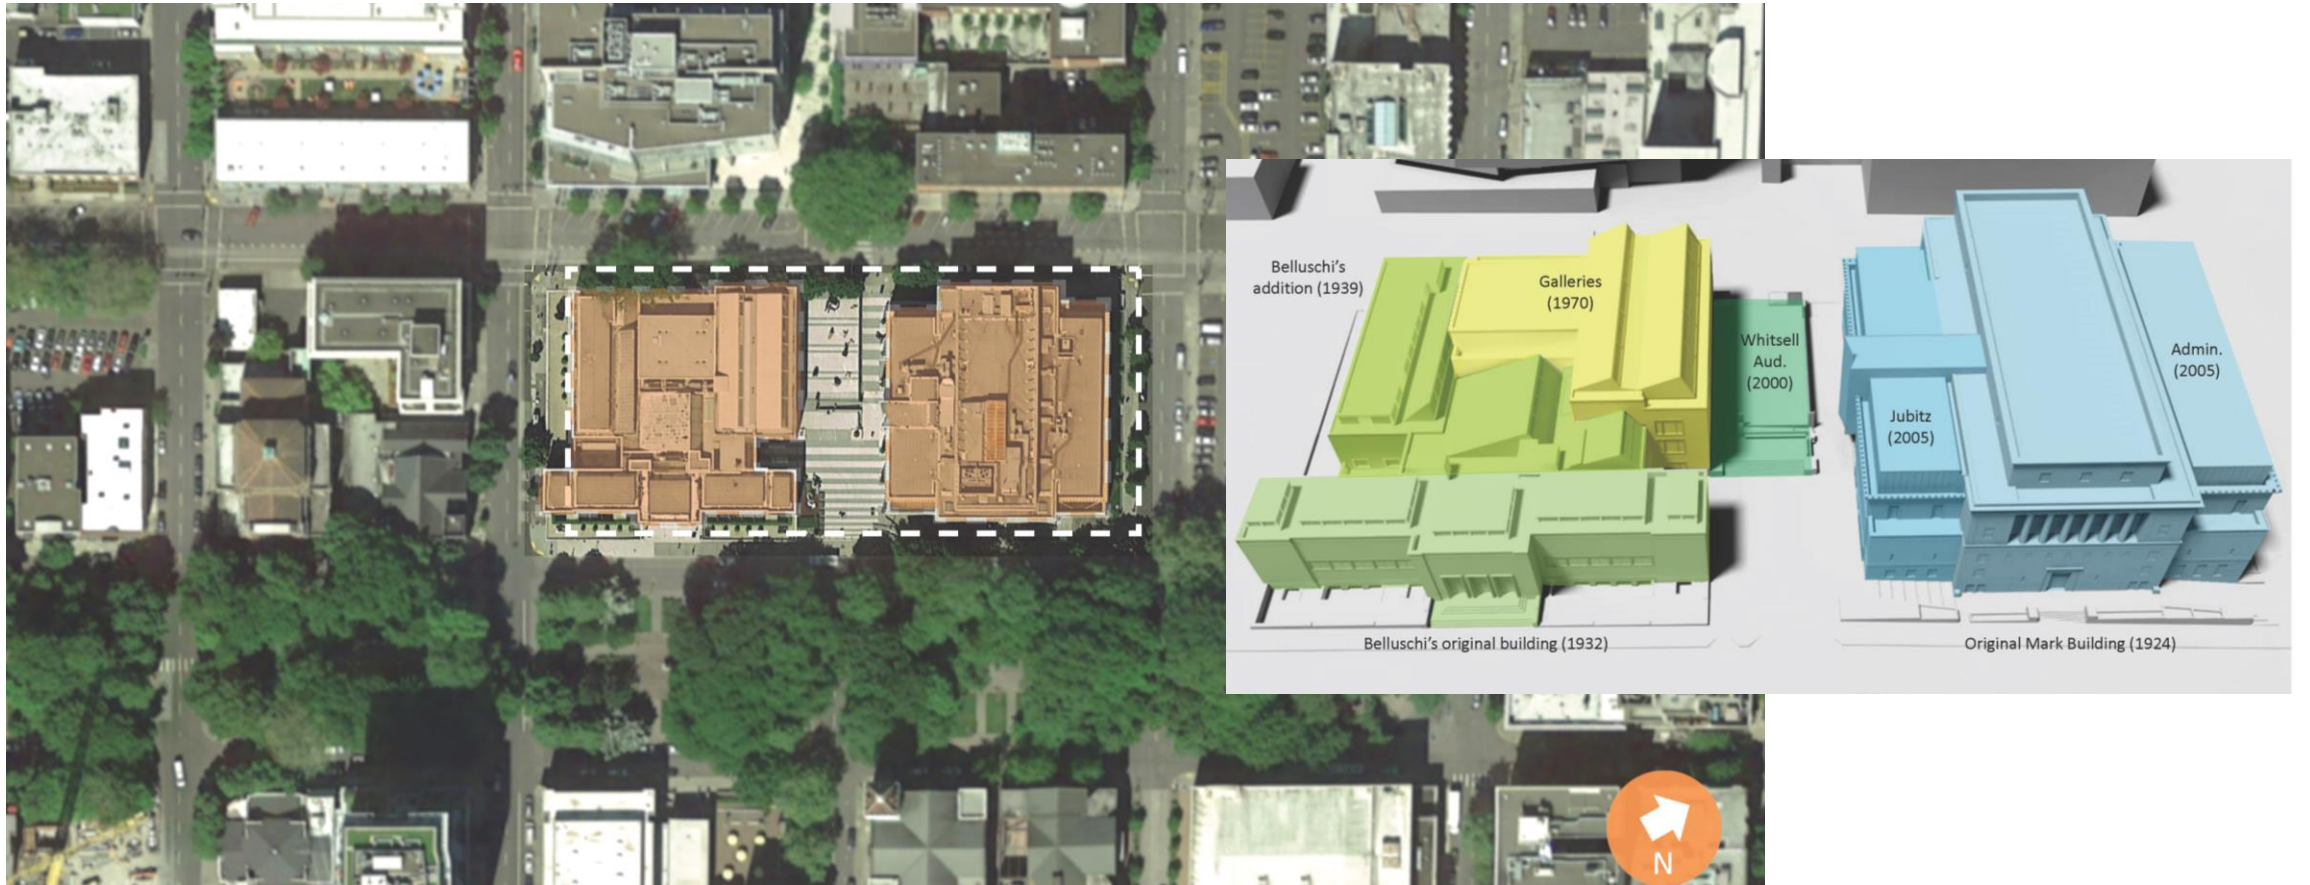 Belluschi’s
addition (1939)
Galleries
(1970)
Whitsell
Aud.
(2000)
Admin.
(2005)
Jubitz
(2005)
Belluschi’s original building (1932)
Original Mark Building (1924)
N